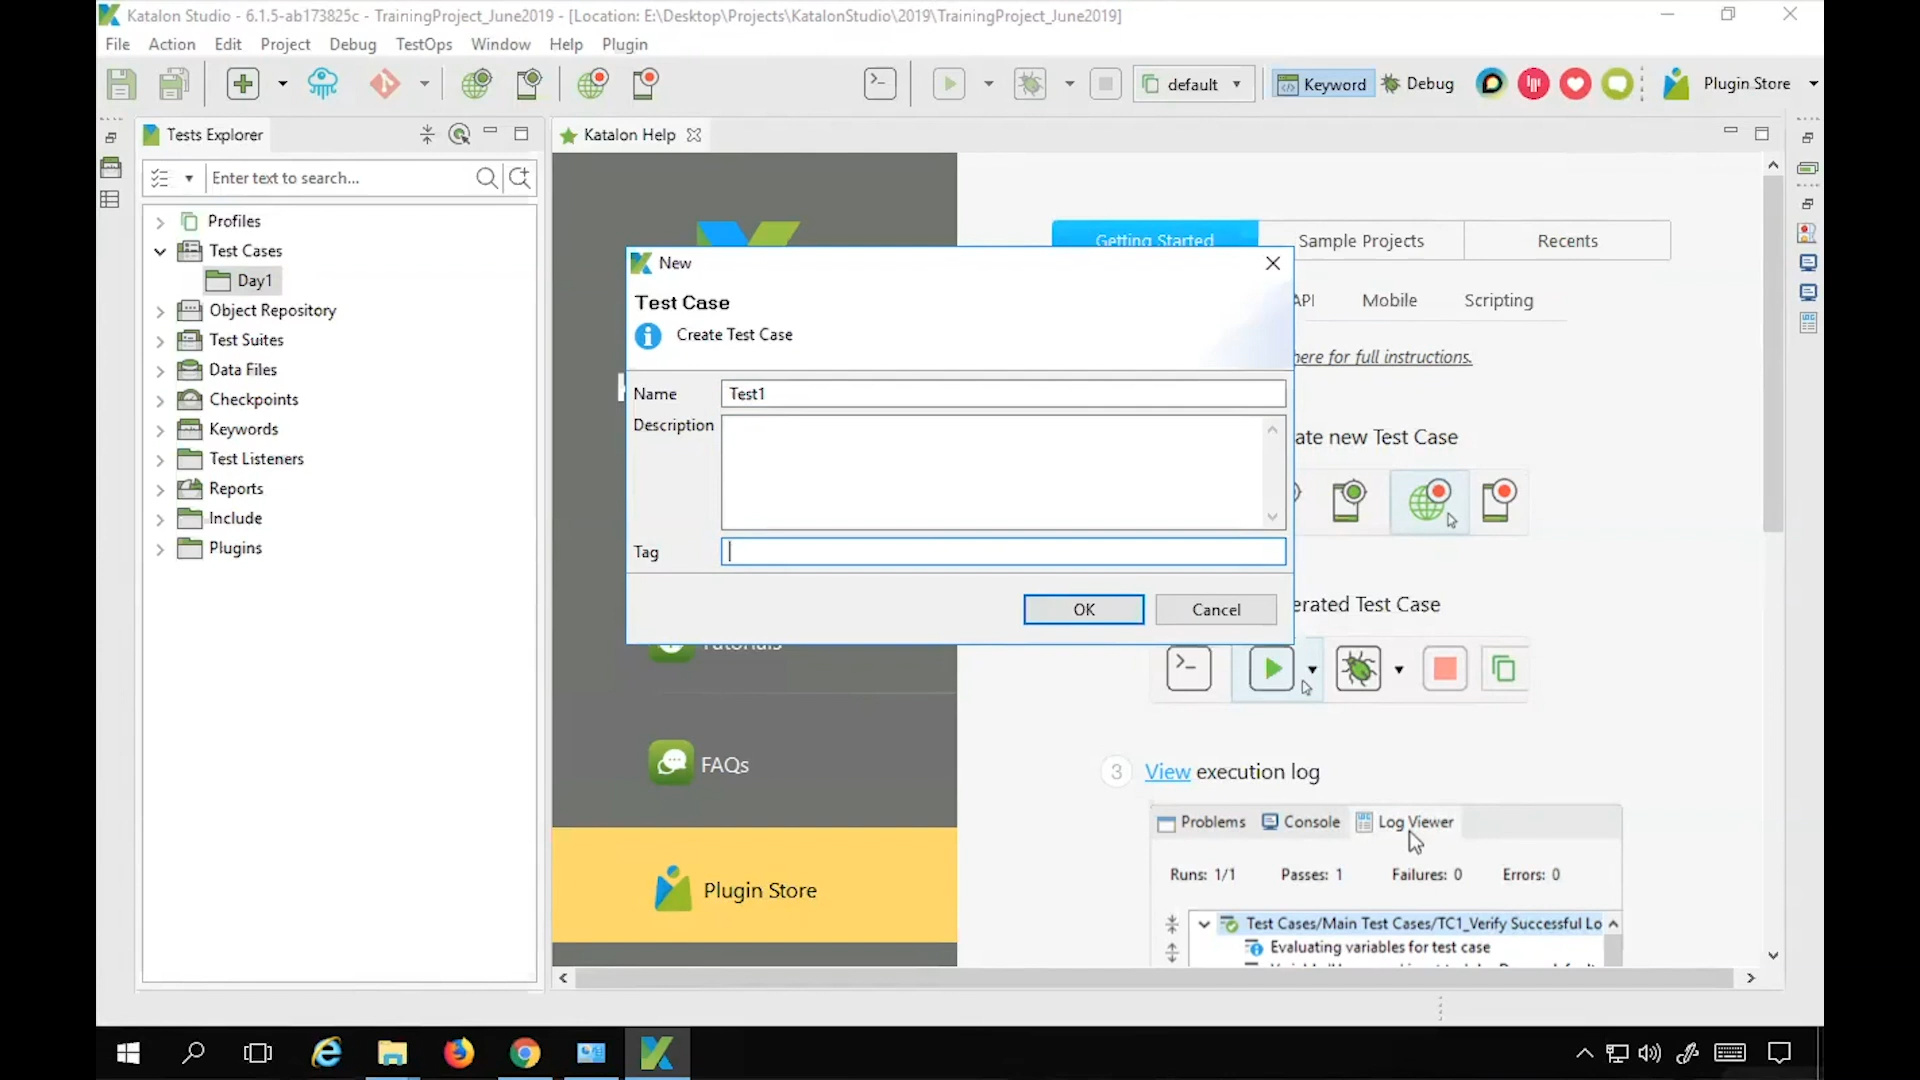 Katalon Studio - 6.1.5-ab173825c - TrainingProject_June2019 - [Location: E:\Desktop\Projects\KatalonStudio\2019\TrainingProject_June2019]
File Action Edit Project Debug TestOps Window Help Plugin
default Keyword Debug Plugin Store
Tests Explorer
Enter text to search...
Profiles
Test Cases
Day1
Object Repository
Test Suites
Data Files
Checkpoints
Keywords
Test Listeners
Reports
Include
Plugins
Katalon Help
Getting Started Sample Projects Recents
API Mobile Scripting
here for full instructions.
New
Test Case
Create Test Case
Name Test1
Description
Tag
OK Cancel
ate new Test Case
erated Test Case
Tutorials
FAQs
Plugin Store
3 View execution log
Problems Console Log Viewer
Runs: 1/1 Passes: 1 Failures: 0 Errors: 0
Test Cases/Main Test Cases/TC1_Verify Successful Lo
Evaluating variables for test case